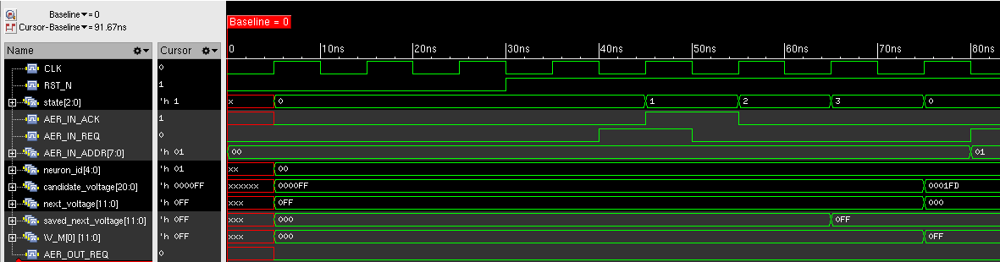 Baseline▼= 0
Cursor-Baseline▼= 91.67ns
Baseline = 0
Name Cursor 0 10ns 20ns 30ns 40ns 50ns 60ns 70ns 80ns
CLK 0
RST_N 1
state[2:0] 'h 1 x 0 1 2 3 0
AER_IN_ACK 1
AER_IN_REQ 0
AER_IN_ADDR[7:0] 'h 01 00 01
neuron_id[4:0] 'h 01 xx 00
candidate_voltage[20:0] 'h 0000FF xxxxxx 0000FF 0001FD
next_voltage[11:0] 'h 0FF xxx 0FF 000
saved_next_voltage[11:0] 'h 0FF xxx 000 0FF
\V_M[0] [11:0] 'h 0FF xxx 000 0FF
AER_OUT_REQ 0